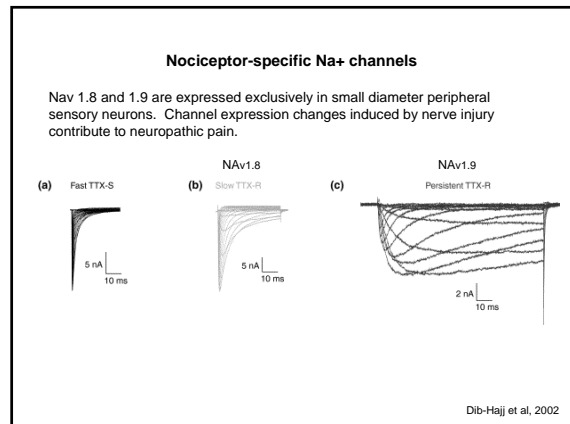 Nociceptor-specific Na+ channels
Nav 1.8 and 1.9 are expressed exclusively in small diameter peripheral
sensory neurons.  Channel expression changes induced by nerve injury
contribute to neuropathic pain.
NAv1.8
NAv1.9
(a) Fast TTX-S
(b) Slow TTX-R
(c) Persistent TTX-R
5 nA
10 ms
5 nA
10 ms
2 nA
10 ms
Dib-Hajj et al, 2002